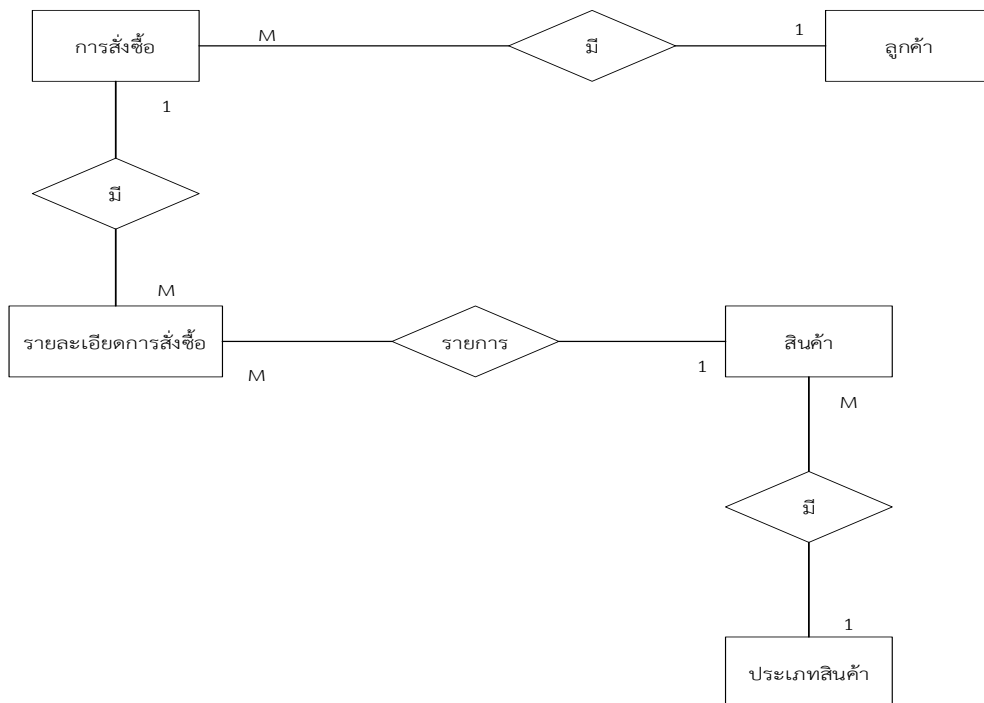 การสั่งซื้อ
M
มี
1
ลูกค้า
1
มี
M
รายละเอียดการสั่งซื้อ
M
รายการ
1
สินค้า
M
มี
1
ประเภทสินค้า